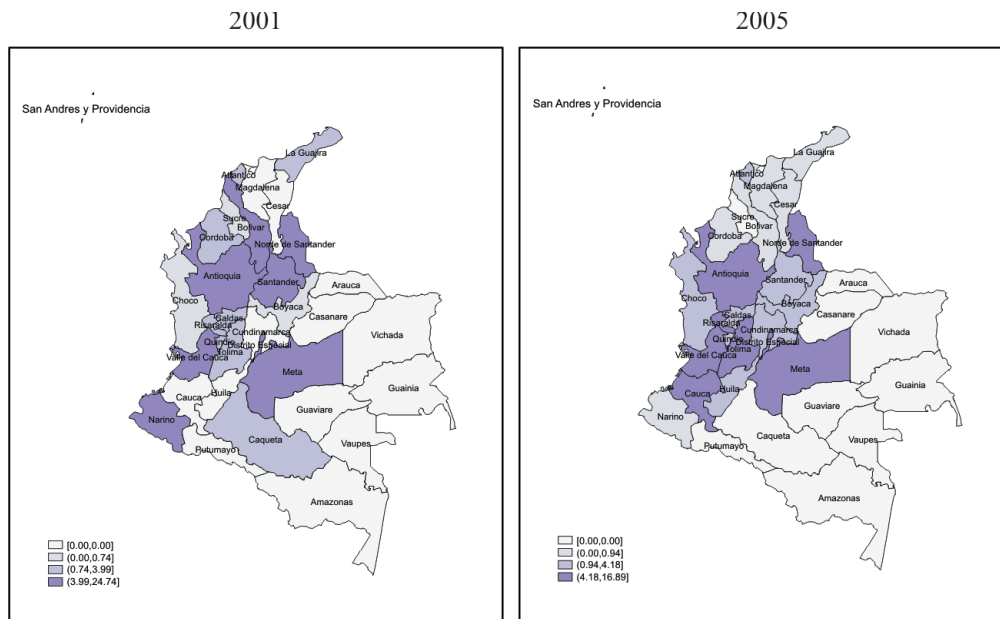 2001
San Andres y Providencia
La Guajira
Atlantico
Magdalena
Cesar
Sucre
Bolivar
Cordoba
Norte de Santander
Antioquia
Santander
Arauca
Choco
Boyaca
Caldas
Casanare
Risaralda
Cundinamarca
Vichada
Quindio
Distrito Especial
Tolima
Valle del Cauca
Meta
Guainia
Huila
Cauca
Guaviare
Narino
Caqueta
Vaupes
Putumayo
Amazonas
[0.00,0.00]
(0.00,0.74]
(0.74,3.99]
(3.99,24.74]
2005
San Andres y Providencia
La Guajira
Atlantico
Magdalena
Cesar
Sucre
Bolivar
Cordoba
Norte de Santander
Antioquia
Santander
Arauca
Choco
Boyaca
Caldas
Casanare
Risaralda
Cundinamarca
Vichada
Quindio
Distrito Especial
Tolima
Valle del Cauca
Meta
Guainia
Huila
Cauca
Guaviare
Narino
Caqueta
Vaupes
Putumayo
Amazonas
[0.00,0.00]
(0.00,0.94]
(0.94,4.18]
(4.18,16.89]